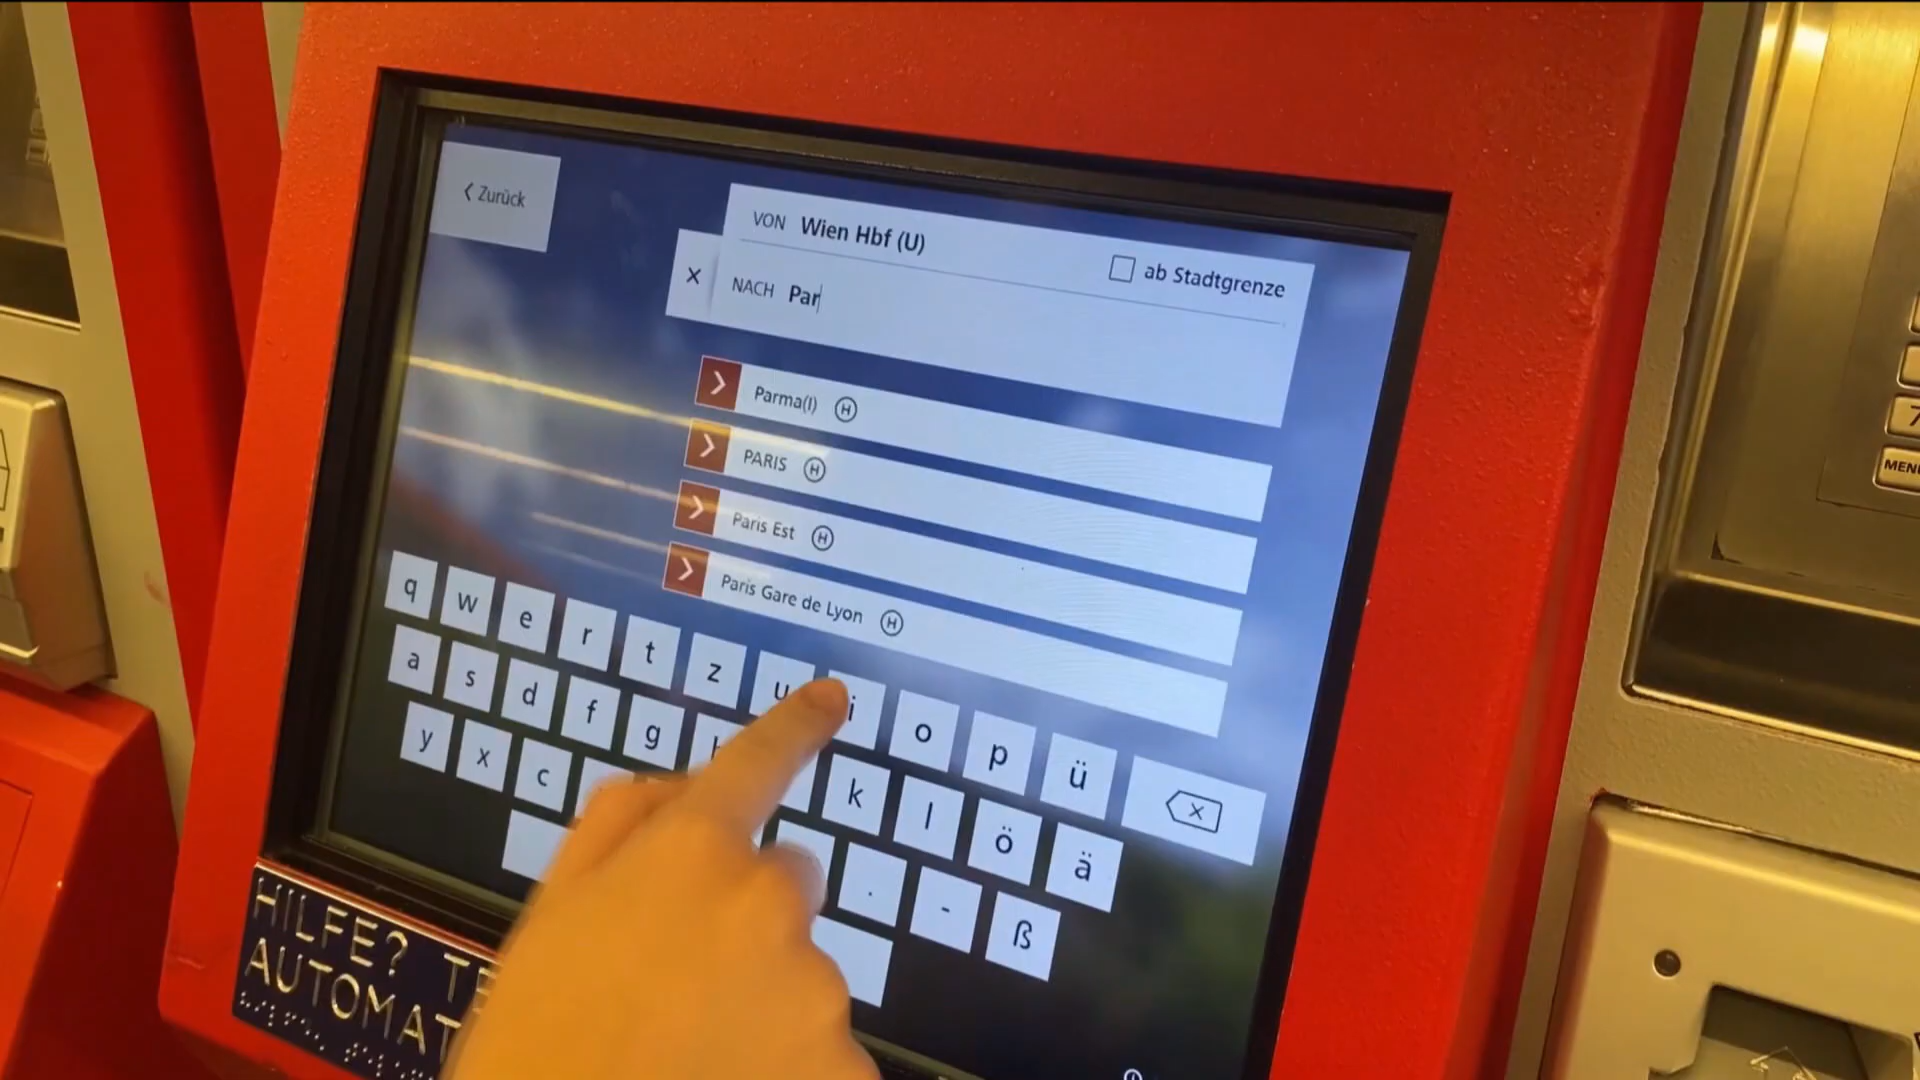 < Zurück
VON Wien Hbf (U)
ab Stadtgrenze
× NACH Par
Parma(I) H
PARIS H
Paris Est H
Paris Gare de Lyon H
q w e r t z u i o p ü
a s d f g k l ö ä
y x c . - ß
HILFE?
AUTOMAT
7